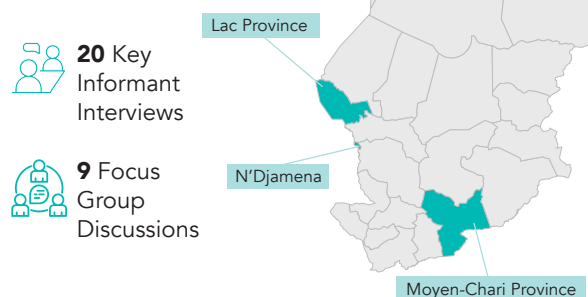 20 Key
Informant
Interviews
9 Focus
Group
Discussions
Lac Province
N'Djamena
Moyen-Chari Province